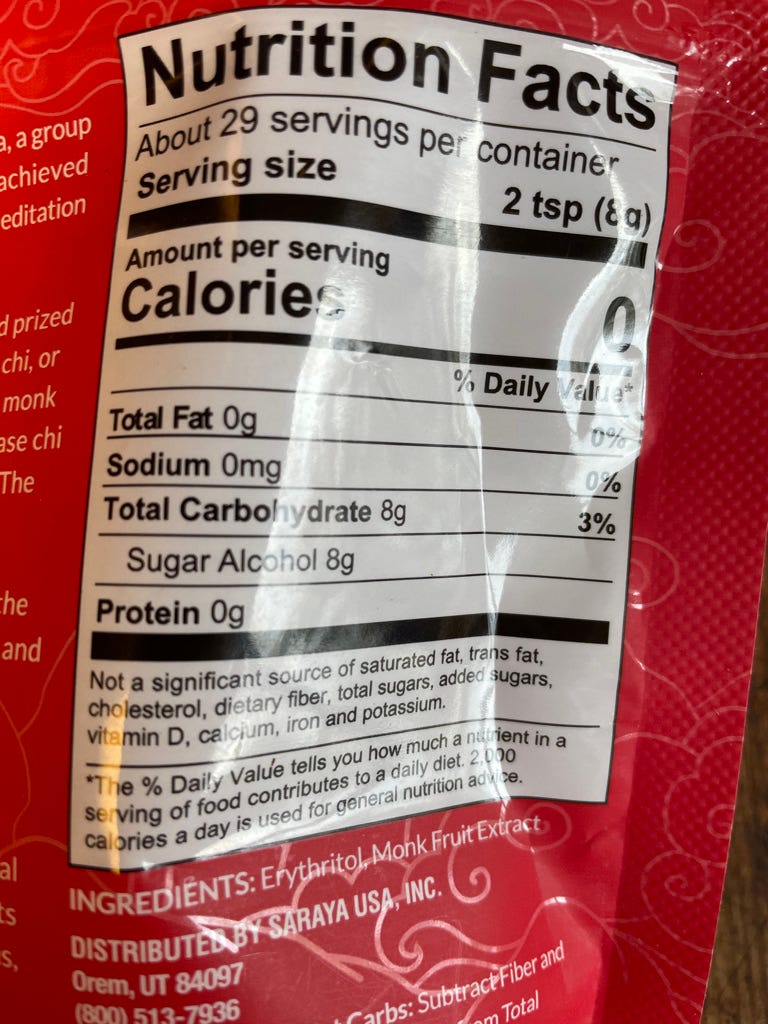 a, a group
achieved
editation
d prized
chi, or
monk
ase chi
The
the
and
al
ts
s,
Nutrition Facts
About 29 servings per container
Serving size 2 tsp (8g)
Amount per serving
Calories 0
% Daily Value*
Total Fat 0g 0%
Sodium 0mg 0%
Total Carbohydrate 8g 3%
Sugar Alcohol 8g
Protein 0g
Not a significant source of saturated fat, trans fat,
cholesterol, dietary fiber, total sugars, added sugars,
vitamin D, calcium, iron and potassium.
*The % Daily Value tells you how much a nutrient in a
serving of food contributes to a daily diet. 2,000
calories a day is used for general nutrition advice.
INGREDIENTS: Erythritol, Monk Fruit Extract
DISTRIBUTED BY SARAYA USA, INC.
Orem, UT 84097
(800) 513-7936
Carbs: Subtract Fiber and
om Total